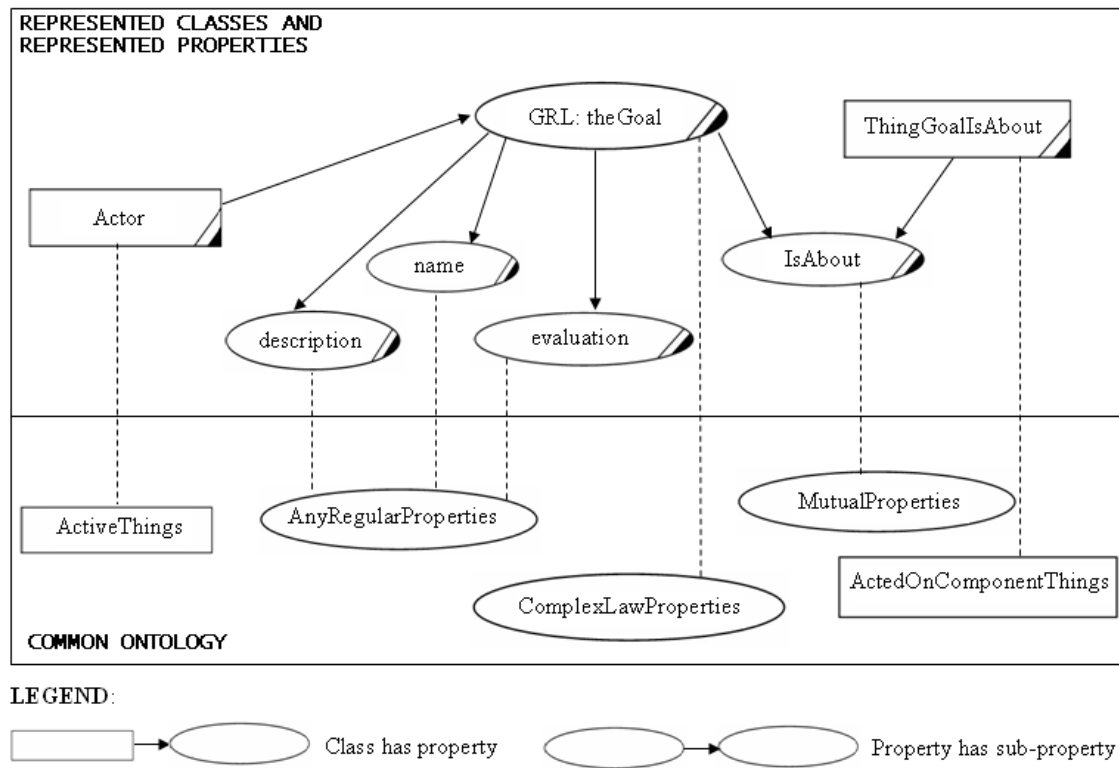 REPRESENTED CLASSES AND
REPRESENTED PROPERTIES
GRL: theGoal
ThingGoalIsAbout
Actor
name
IsAbout
description
evaluation
AnyRegularProperties
MutualProperties
ActiveThings
ActedOnComponentThings
ComplexLawProperties
COMMON ONTOLOGY
LEGEND:
Class has property
Property has sub-property